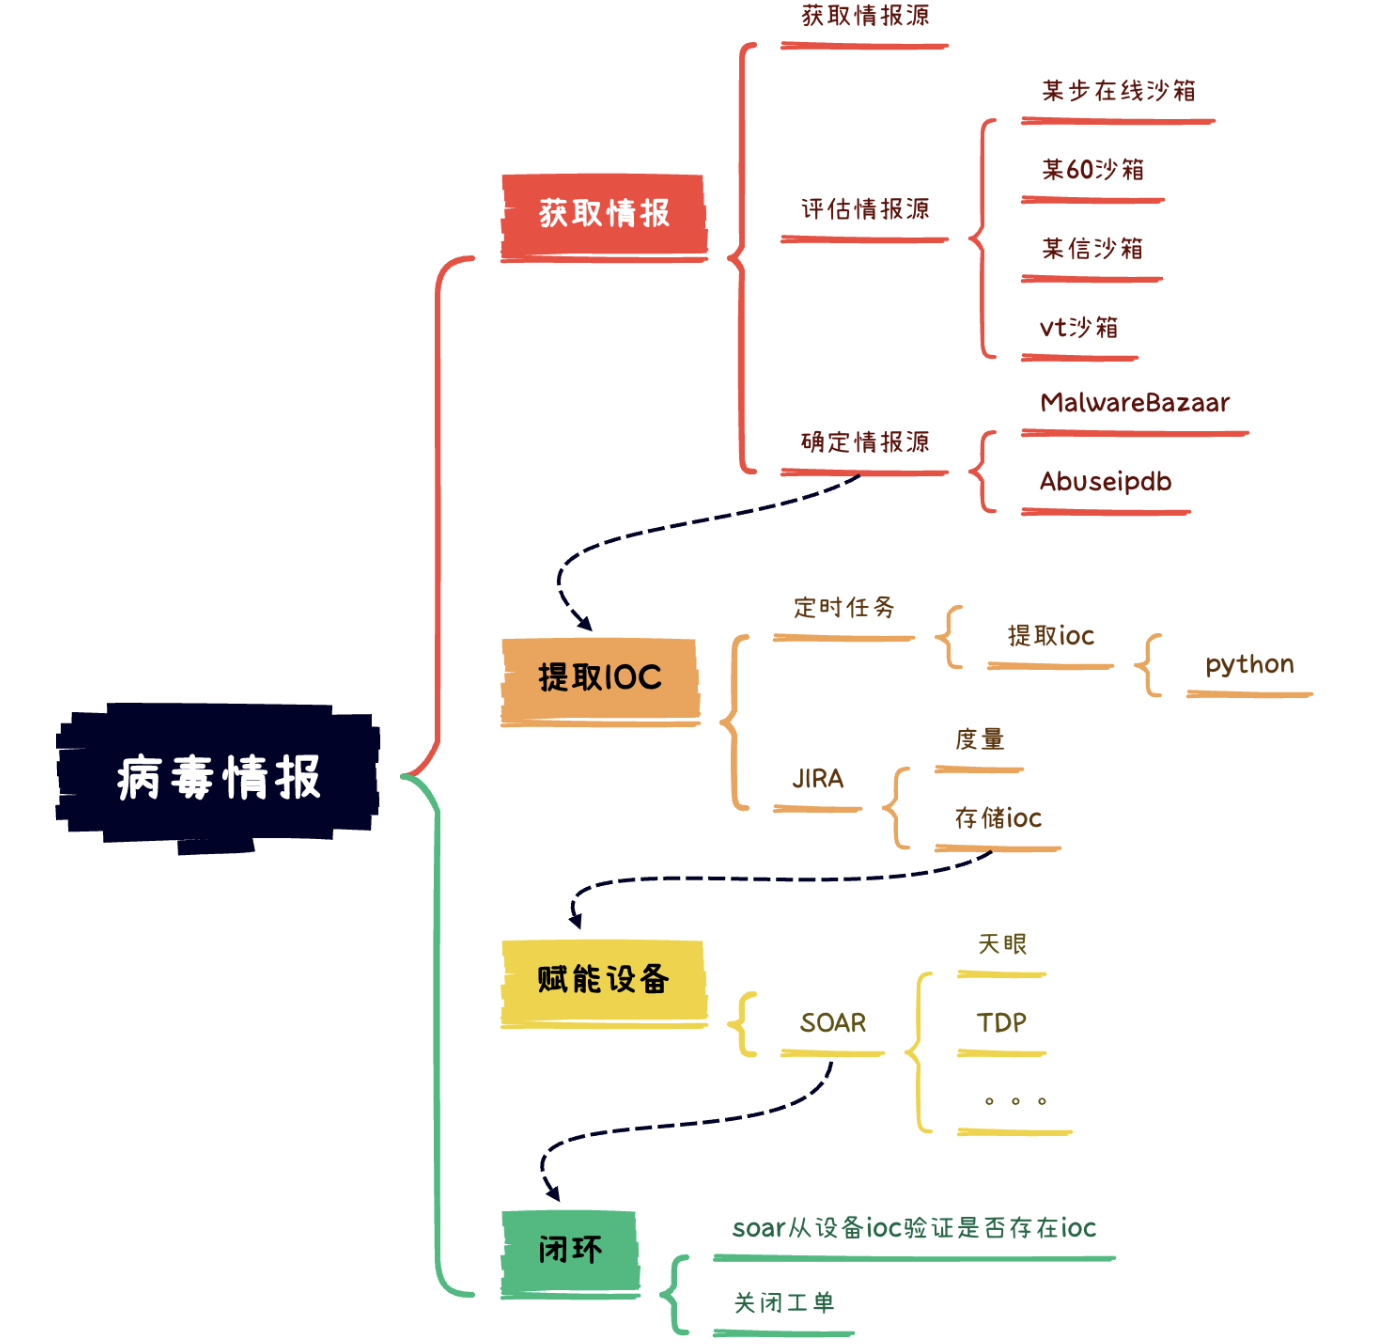 病毒情报
获取情报
获取情报源
评估情报源
某步在线沙箱
某60沙箱
某信沙箱
vt沙箱
确定情报源
MalwareBazaar
Abuseipdb
提取IOC
定时任务
提取ioc
python
JIRA
度量
存储ioc
赋能设备
SOAR
天眼
TDP
。。。
闭环
soar从设备ioc验证是否存在ioc
关闭工单